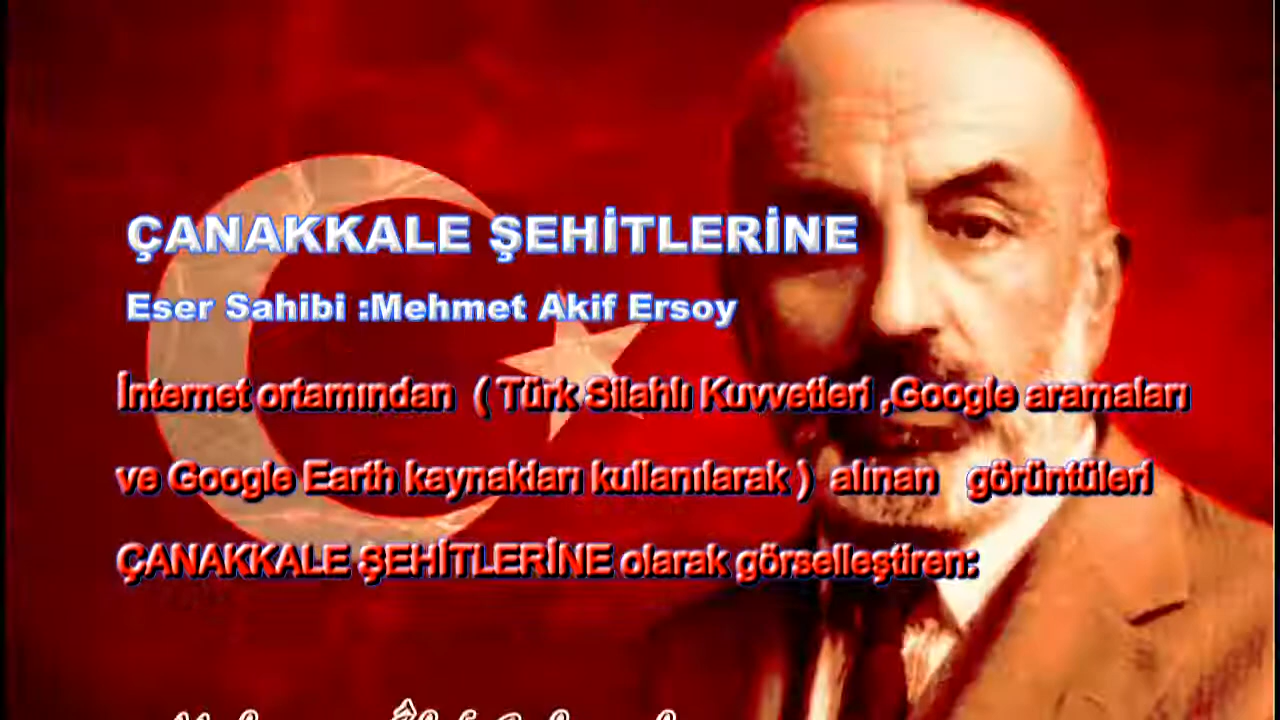 ÇANAKKALE ŞEHİTLERİNE
Eser Sahibi :Mehmet Akif Ersoy
İnternet ortamından ( Türk Silahlı Kuvvetleri ,Google aramaları
ve Google Earth kaynakları kullanılarak ) alınan görüntüleri
ÇANAKKALE ŞEHİTLERİNE olarak görselleştiren: